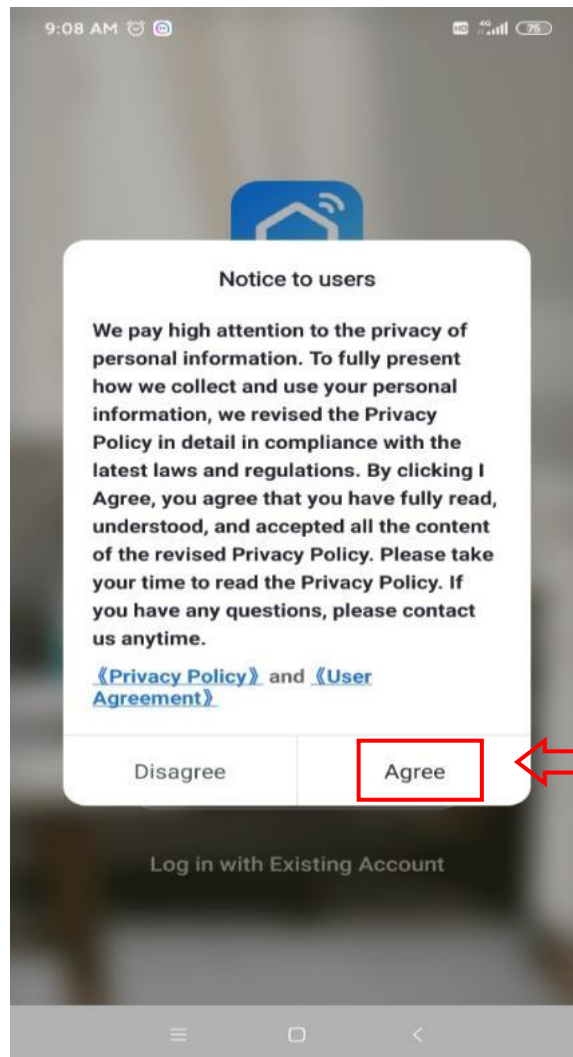 9:08 AM
HD 4G 75
Notice to users
We pay high attention to the privacy of
personal information. To fully present
how we collect and use your personal
information, we revised the Privacy
Policy in detail in compliance with the
latest laws and regulations. By clicking I
Agree, you agree that you have fully read,
understood, and accepted all the content
of the revised Privacy Policy. Please take
your time to read the Privacy Policy. If
you have any questions, please contact
us anytime.
《Privacy Policy》 and 《User
Agreement》
Disagree Agree
Log in with Existing Account